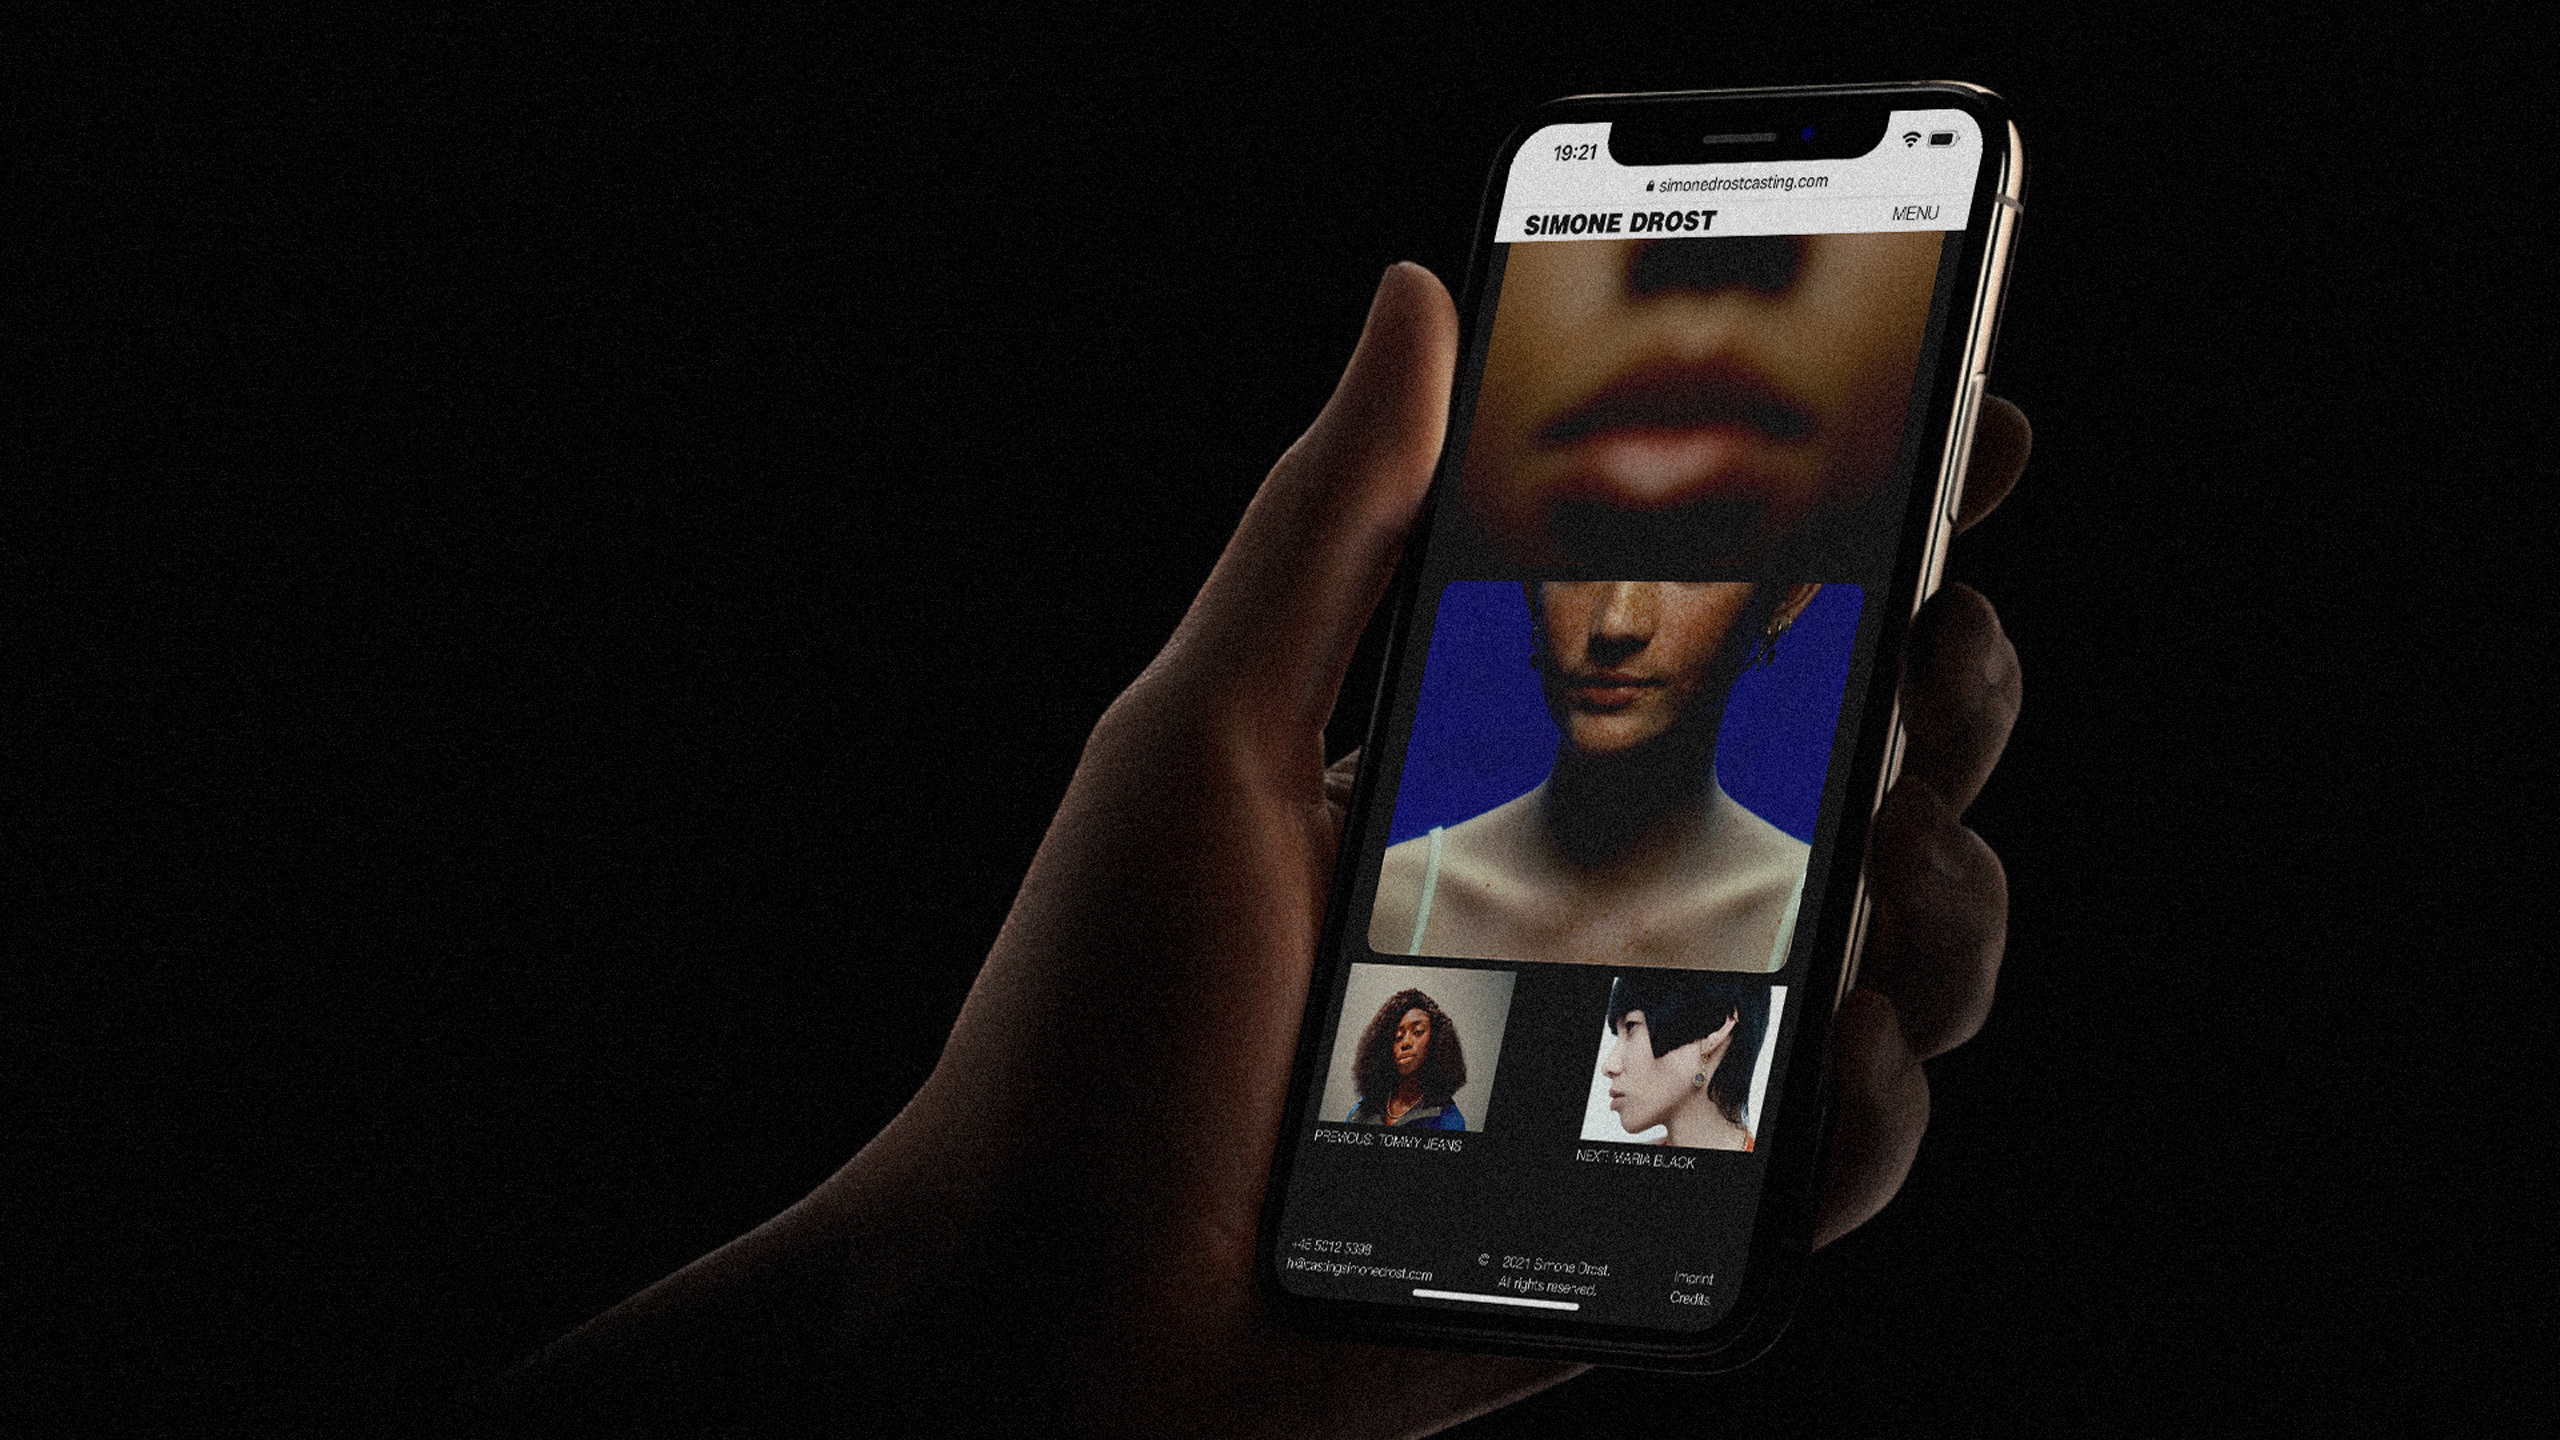 19:21
simonedrostcasting.com
SIMONE DROST
MENU
PREVIOUS: TOMMY JEANS
NEXT: MARIA BLACK
+45 5012 5398
hi@castingsimonedrost.com
© 2021 Simone Drost.
All rights reserved.
Imprint
Credits